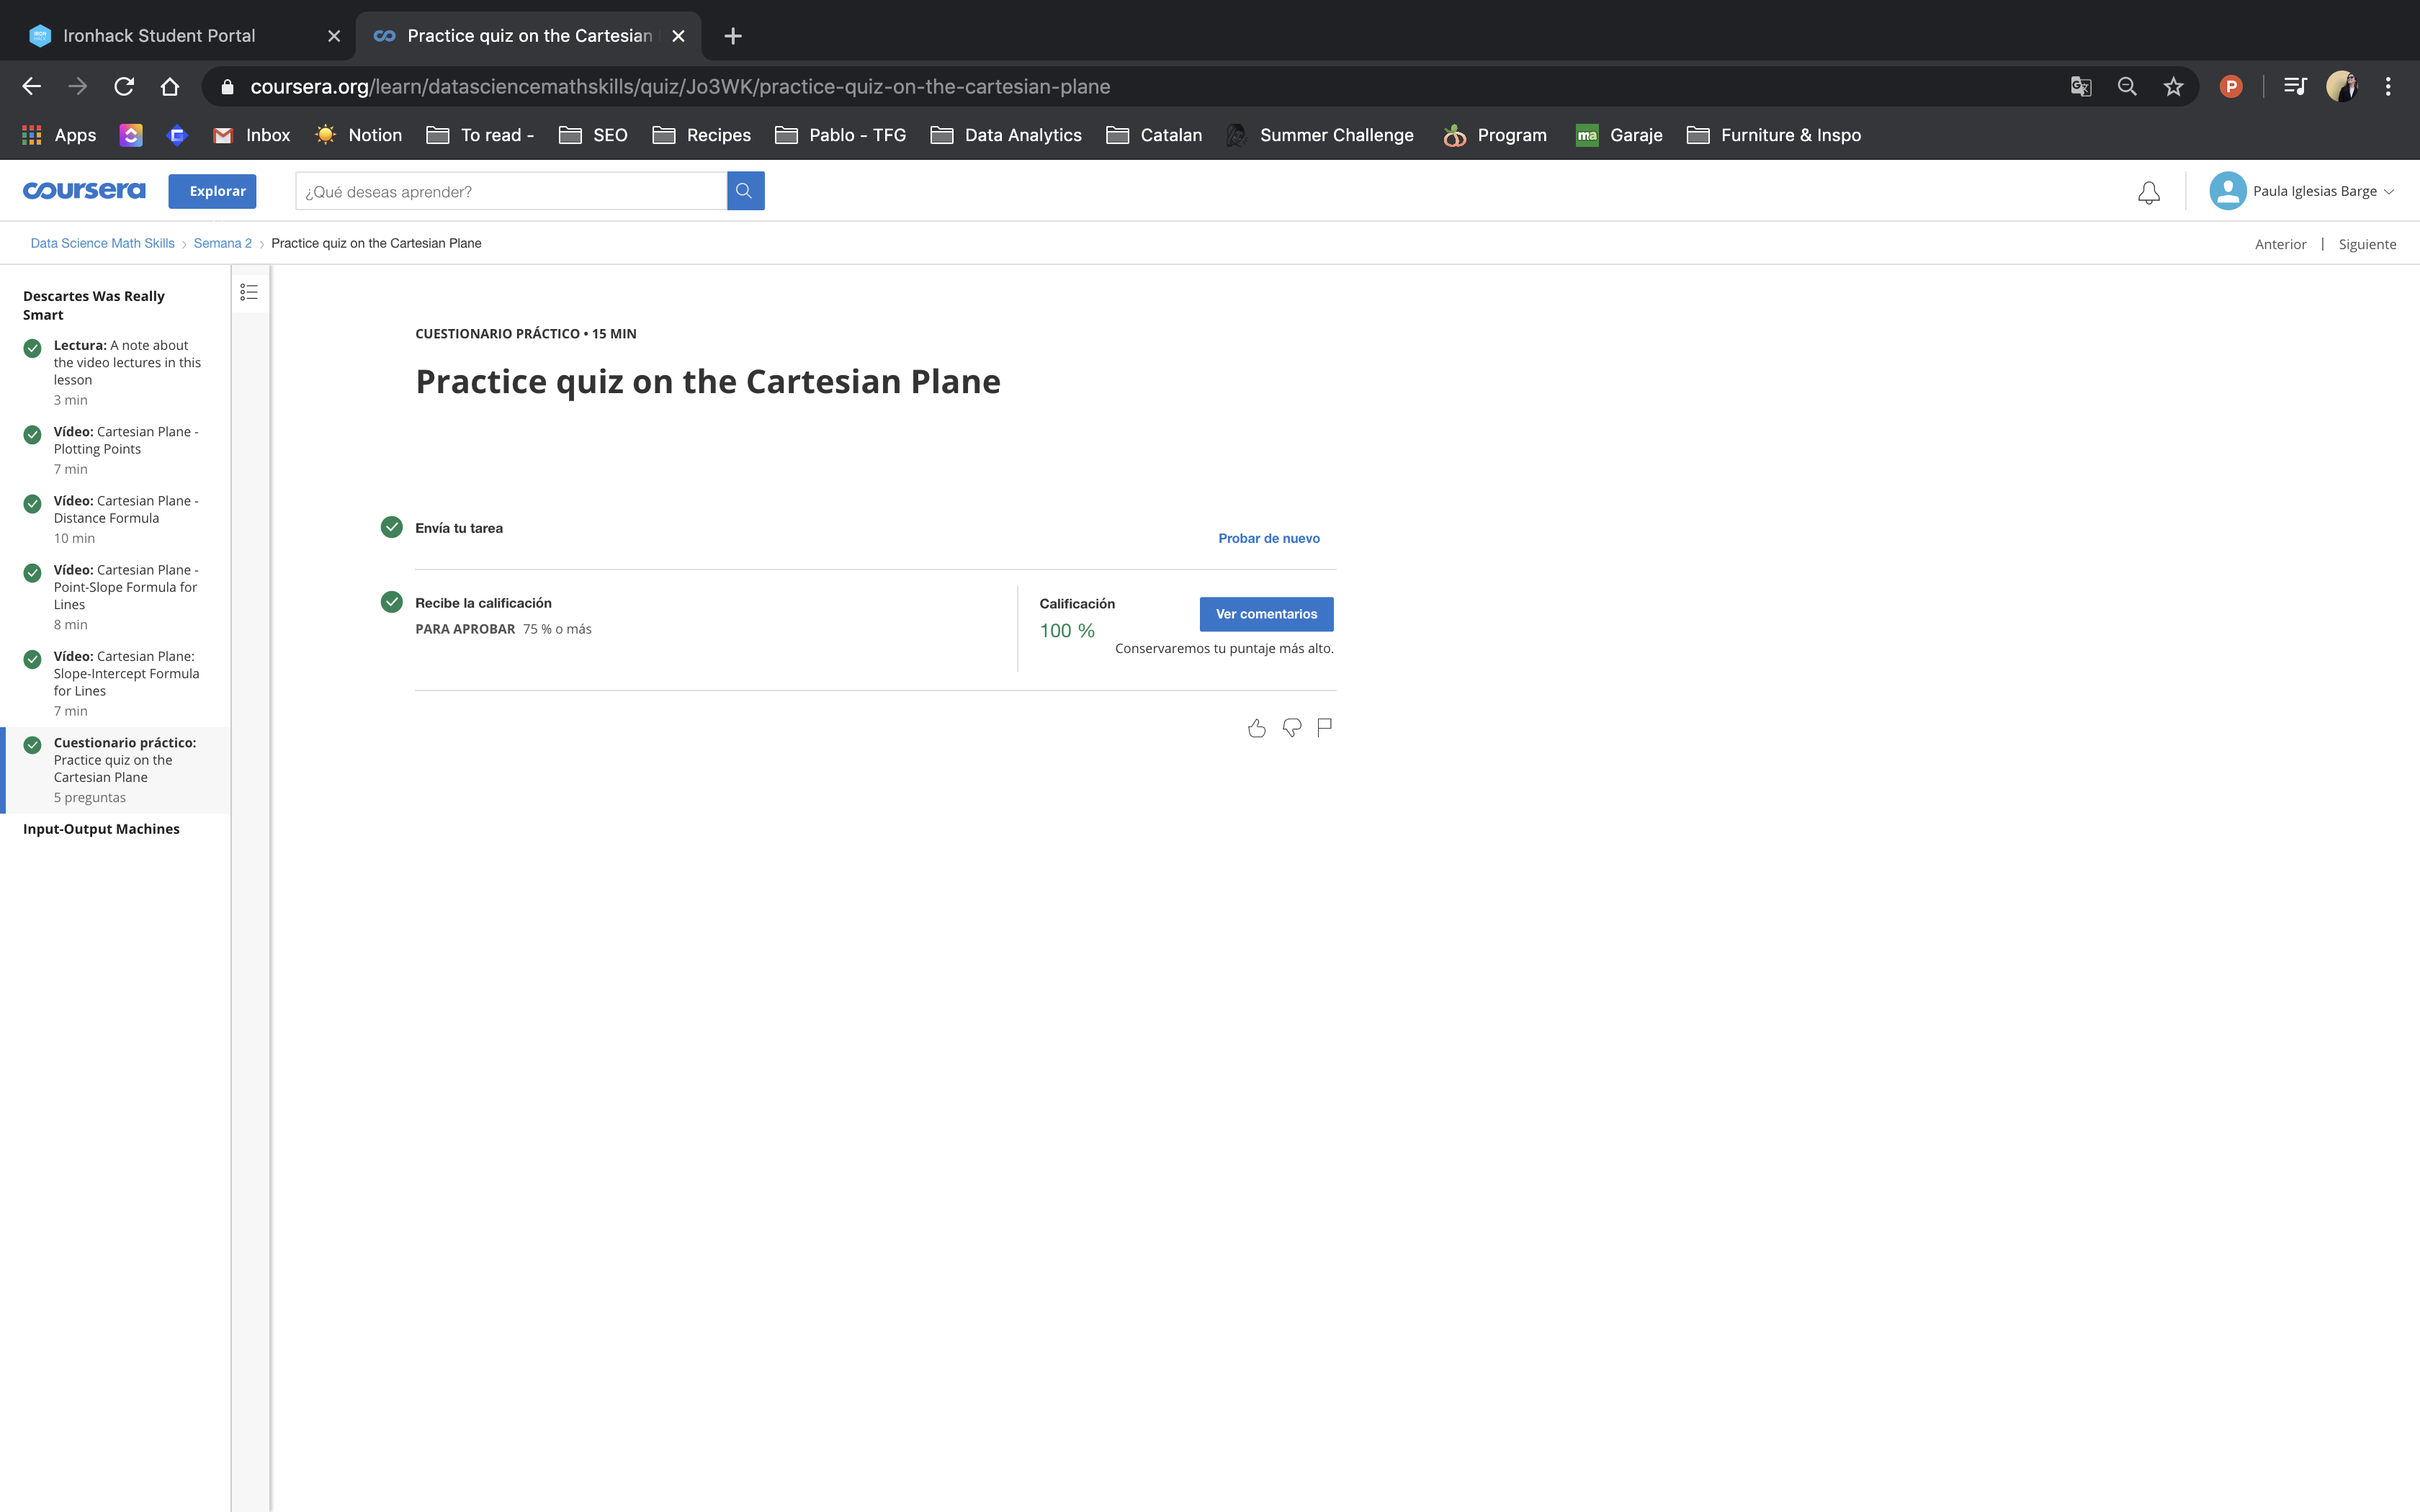 Ironhack Student Portal
Practice quiz on the Cartesian
coursera.org/learn/datasciencemathskills/quiz/Jo3WK/practice-quiz-on-the-cartesian-plane
P
Apps
Inbox
Notion
To read -
SEO
Recipes
Pablo - TFG
Data Analytics
Catalan
Summer Challenge
Program
ma
Garaje
Furniture & Inspo
coursera
Explorar
¿Qué deseas aprender?
Paula Iglesias Barge
Data Science Math Skills
Semana 2
Practice quiz on the Cartesian Plane
Anterior | Siguiente
Descartes Was Really
Smart
Lectura: A note about
the video lectures in this
lesson
3 min
Vídeo: Cartesian Plane -
Plotting Points
7 min
Vídeo: Cartesian Plane -
Distance Formula
10 min
Vídeo: Cartesian Plane -
Point-Slope Formula for
Lines
8 min
Vídeo: Cartesian Plane:
Slope-Intercept Formula
for Lines
7 min
Cuestionario práctico:
Practice quiz on the
Cartesian Plane
5 preguntas
Input-Output Machines
CUESTIONARIO PRÁCTICO • 15 MIN
Practice quiz on the Cartesian Plane
Envía tu tarea
Probar de nuevo
Recibe la calificación
PARA APROBAR 75 % o más
Calificación
100 %
Ver comentarios
Conservaremos tu puntaje más alto.